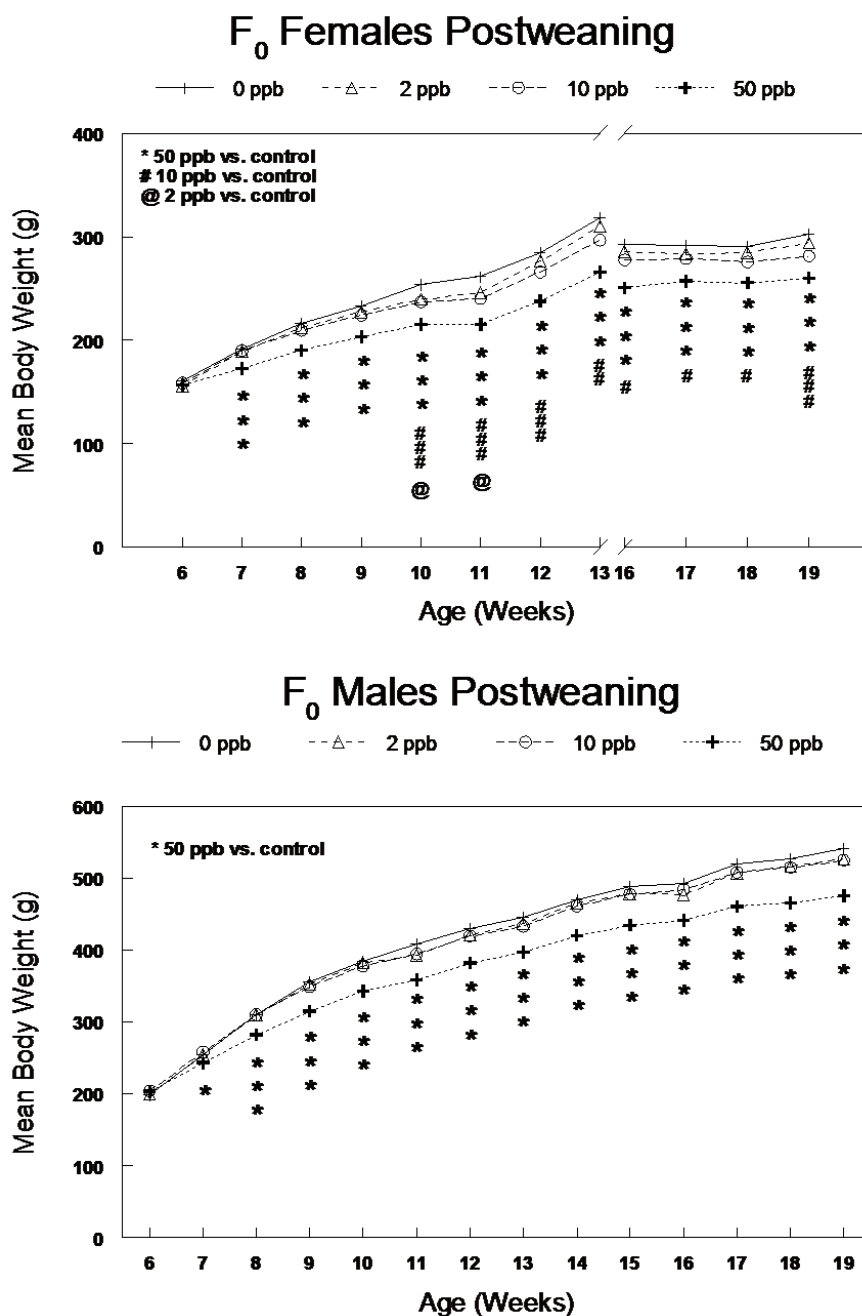 F0 Females Postweaning
0 ppb 2 ppb 10 ppb 50 ppb
* 50 ppb vs. control
# 10 ppb vs. control
@ 2 ppb vs. control
Mean Body Weight (g)
400
300
200
100
0
* * * * * * * * * * *
* * * * * * * * * * *
* * * * * * * * * * *
# # # # # # # #
# # # # #
# # # #
@ @
6 7 8 9 10 11 12 13 16 17 18 19
Age (Weeks)
F0 Males Postweaning
0 ppb 2 ppb 10 ppb 50 ppb
* 50 ppb vs. control
Mean Body Weight (g)
600
500
400
300
200
100
0
* * * * * * * * * * * * *
* * * * * * * * * * * *
* * * * * * * * * * * *
6 7 8 9 10 11 12 13 14 15 16 17 18 19
Age (Weeks)